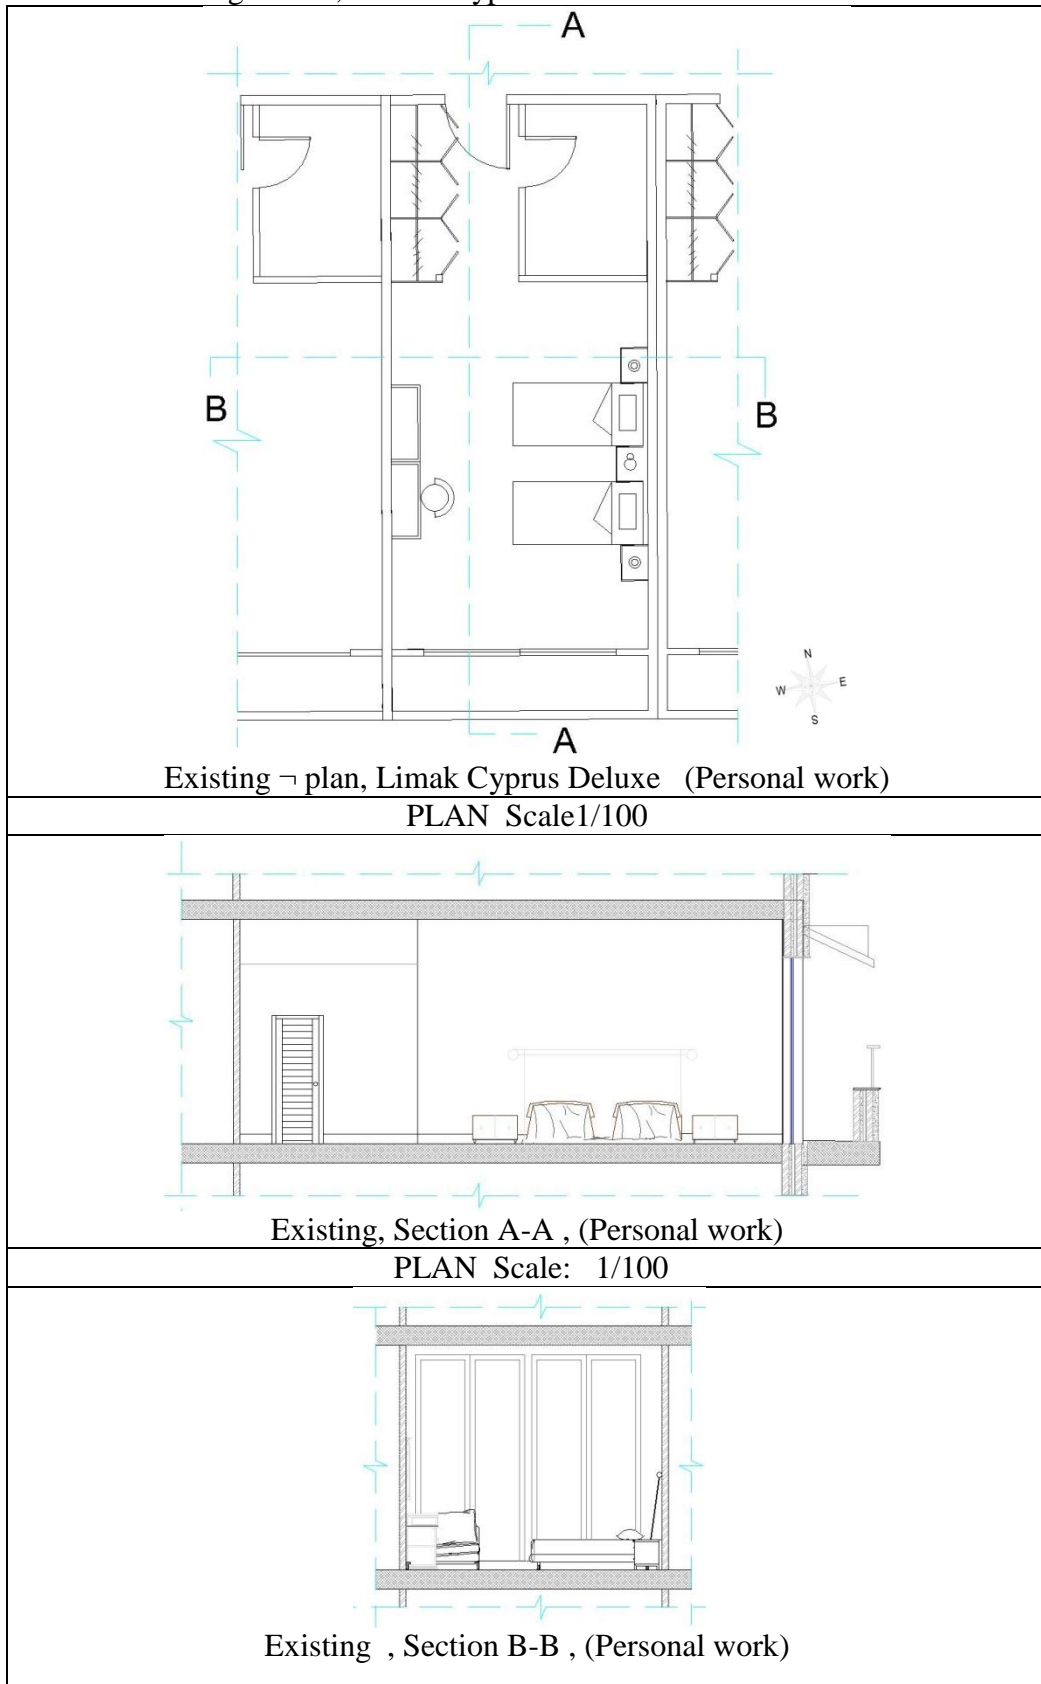 A
B
B
N
W
E
S
A
Existing ¬ plan, Limak Cyprus Deluxe (Personal work)
PLAN Scale1/100
Existing, Section A-A , (Personal work)
PLAN Scale: 1/100
Existing , Section B-B , (Personal work)